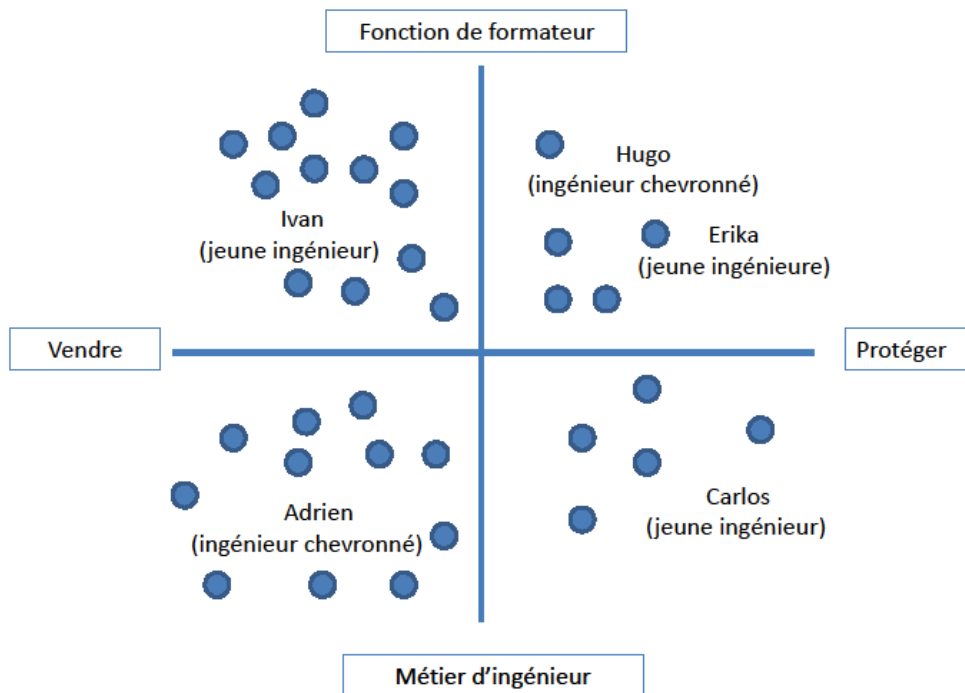 Fonction de formateur
Hugo
(ingénieur chevronné)
Ivan
(jeune ingénieur)
Erika
(jeune ingénieure)
Vendre
Protéger
Adrien
(ingénieur chevronné)
Carlos
(jeune ingénieur)
Métier d'ingénieur